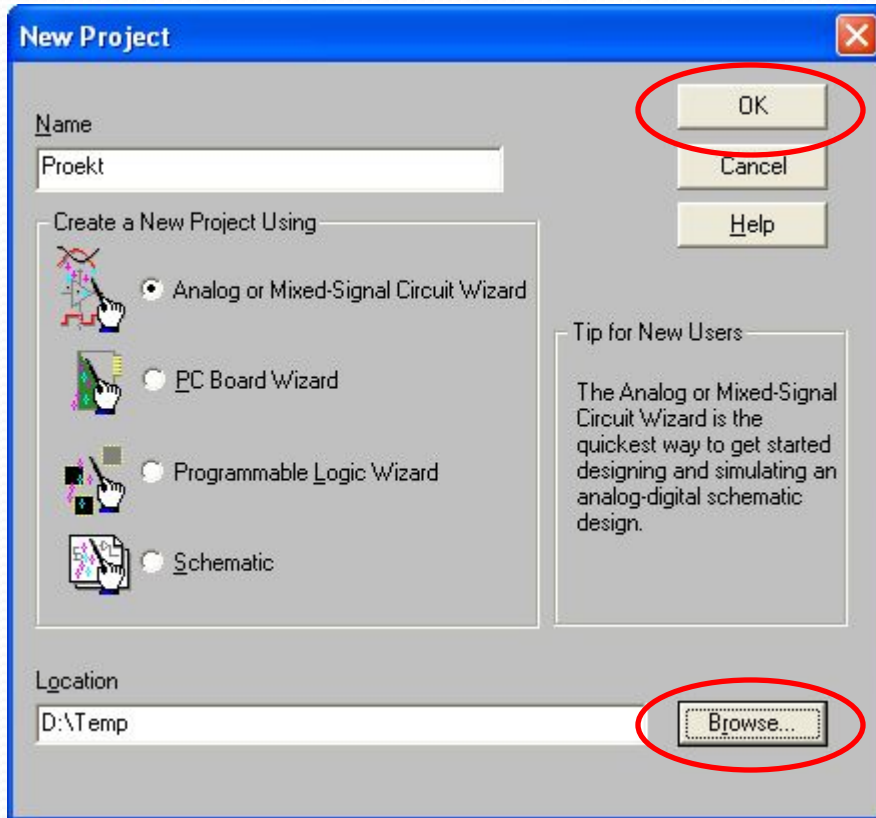 New Project
Name
Proekt
OK
Cancel
Help
Create a New Project Using
Analog or Mixed-Signal Circuit Wizard
PC Board Wizard
Programmable Logic Wizard
Schematic
Tip for New Users
The Analog or Mixed-Signal
Circuit Wizard is the
quickest way to get started
designing and simulating an
analog-digital schematic
design.
Location
D:\Temp
Browse...